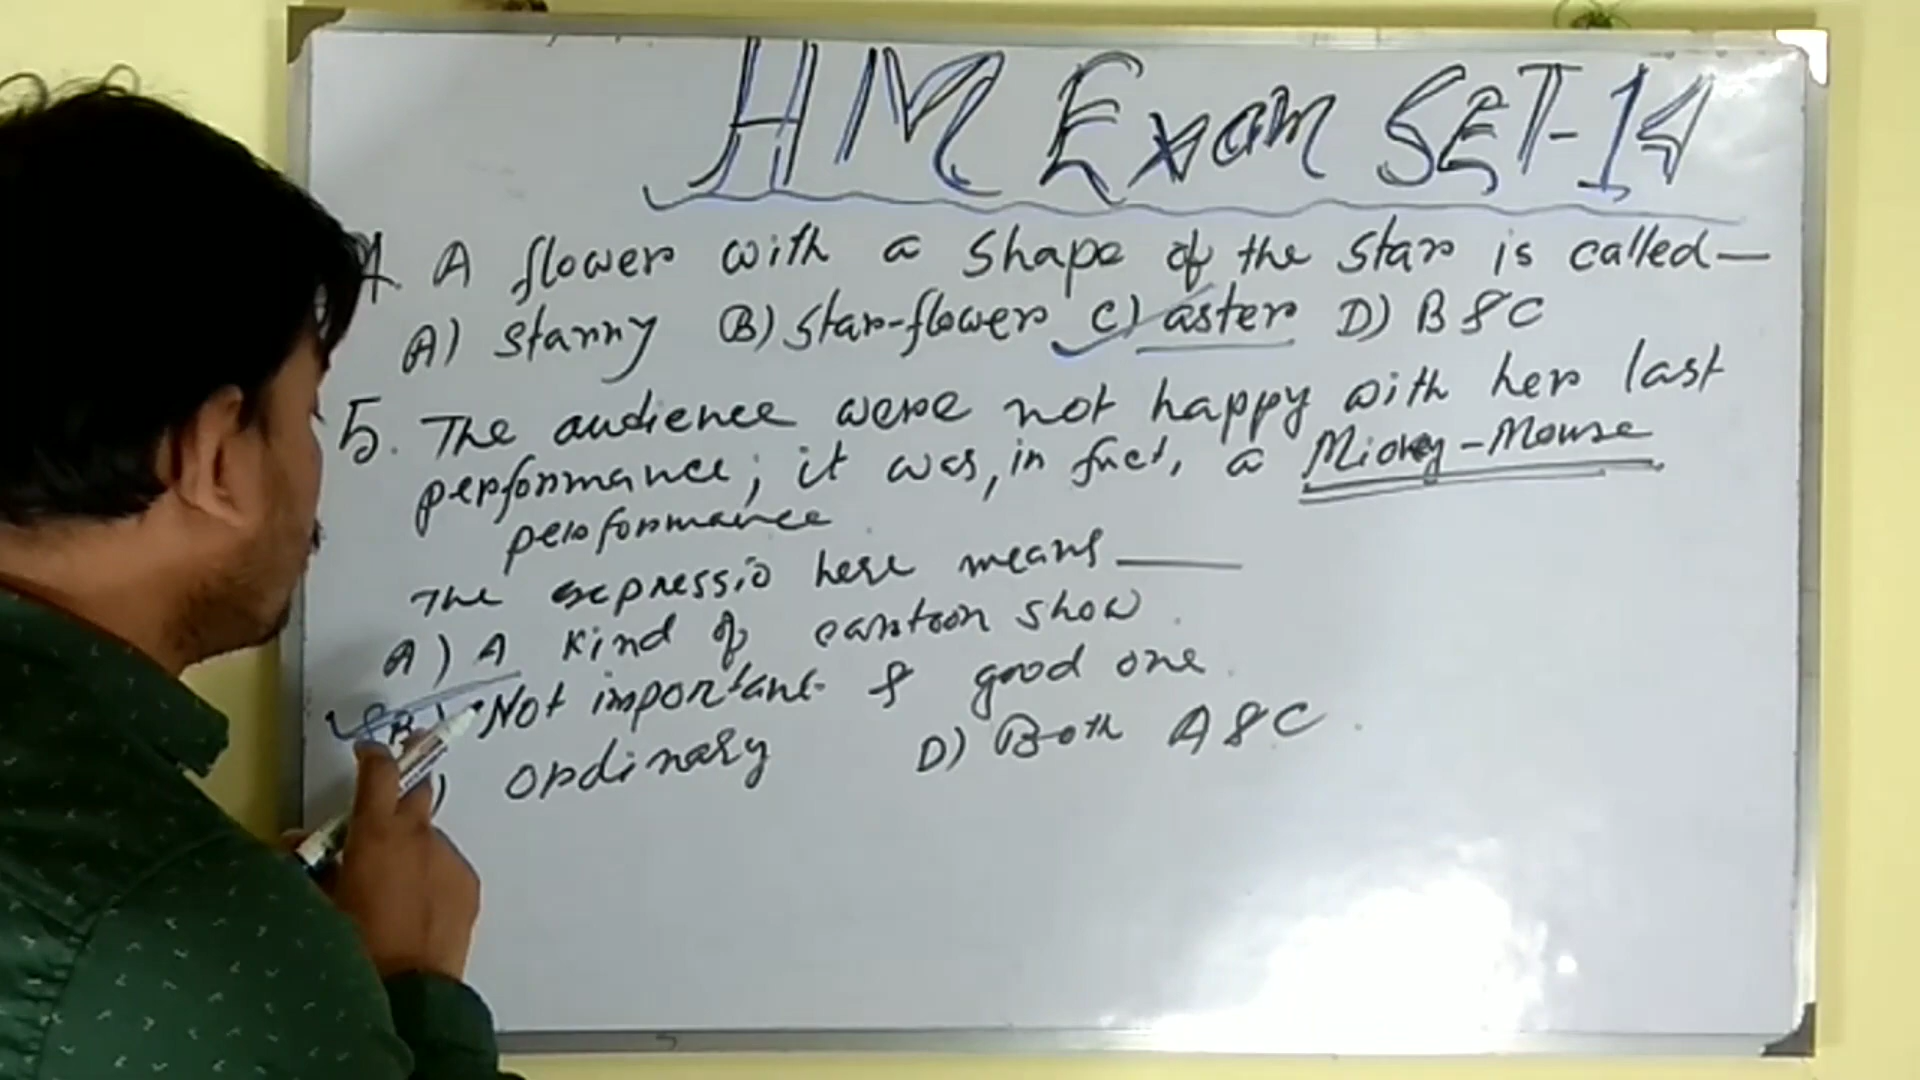 HM Exam SET-14
4. A flower with a shape of the star is called—
A) starry B) star-flower C) aster D) B & C
5. The audience were not happy with her last
performance; it was, in fact, a Mickey-Mouse
performance
The expressio here means ____
A) A kind of cartoon show.
B) Not important & good one.
) ordinary D) Both A & C.